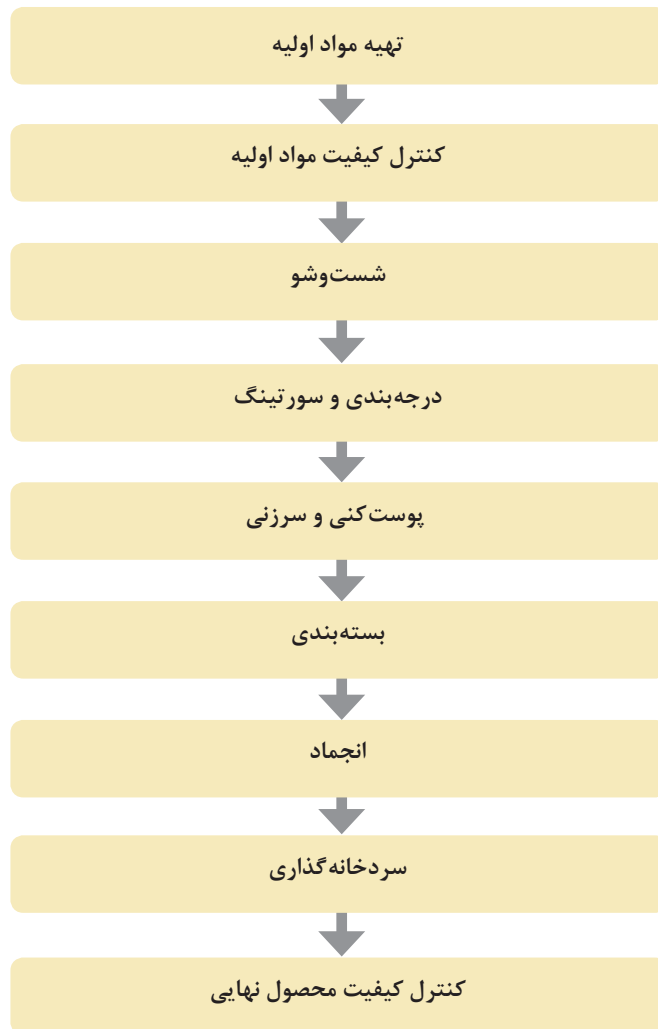 تهیه مواد اولیه
کنترل کیفیت مواد اولیه
شست‌وشو
درجه‌بندی و سورتینگ
پوست‌کنی و سرزنی
بسته‌بندی
انجماد
سردخانه‌گذاری
کنترل کیفیت محصول نهایی